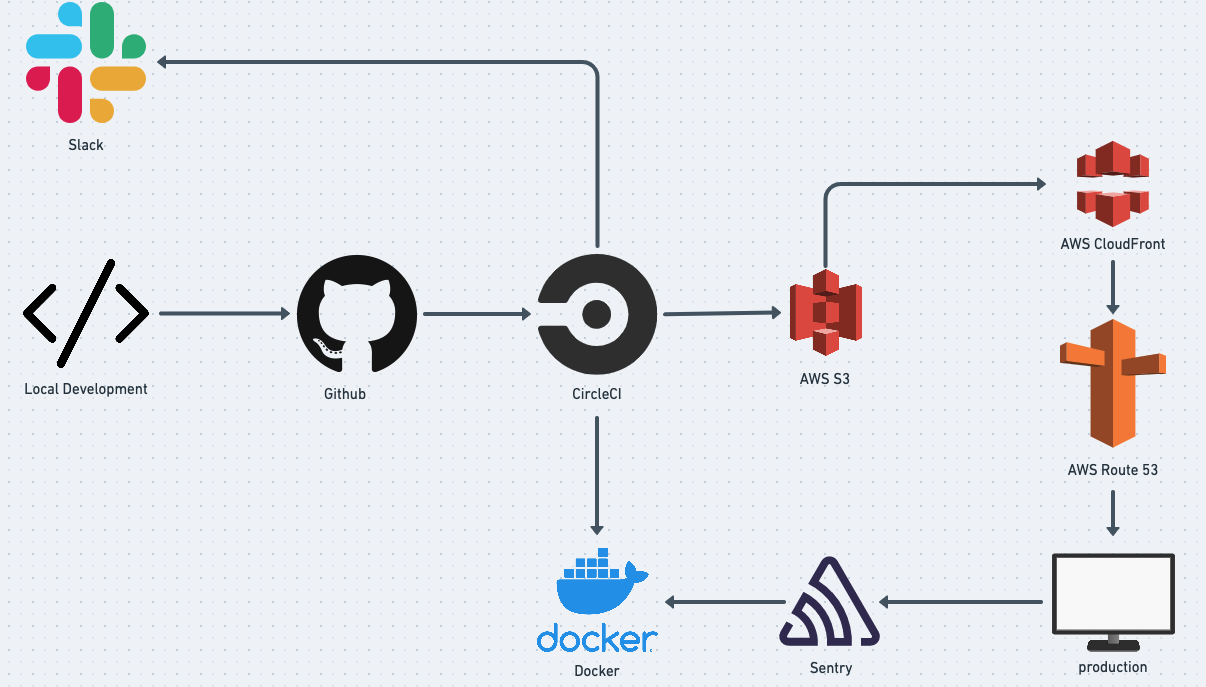 Slack
AWS CloudFront
Local Development
Github
CircleCI
AWS S3
AWS Route 53
docker
Docker
Sentry
production